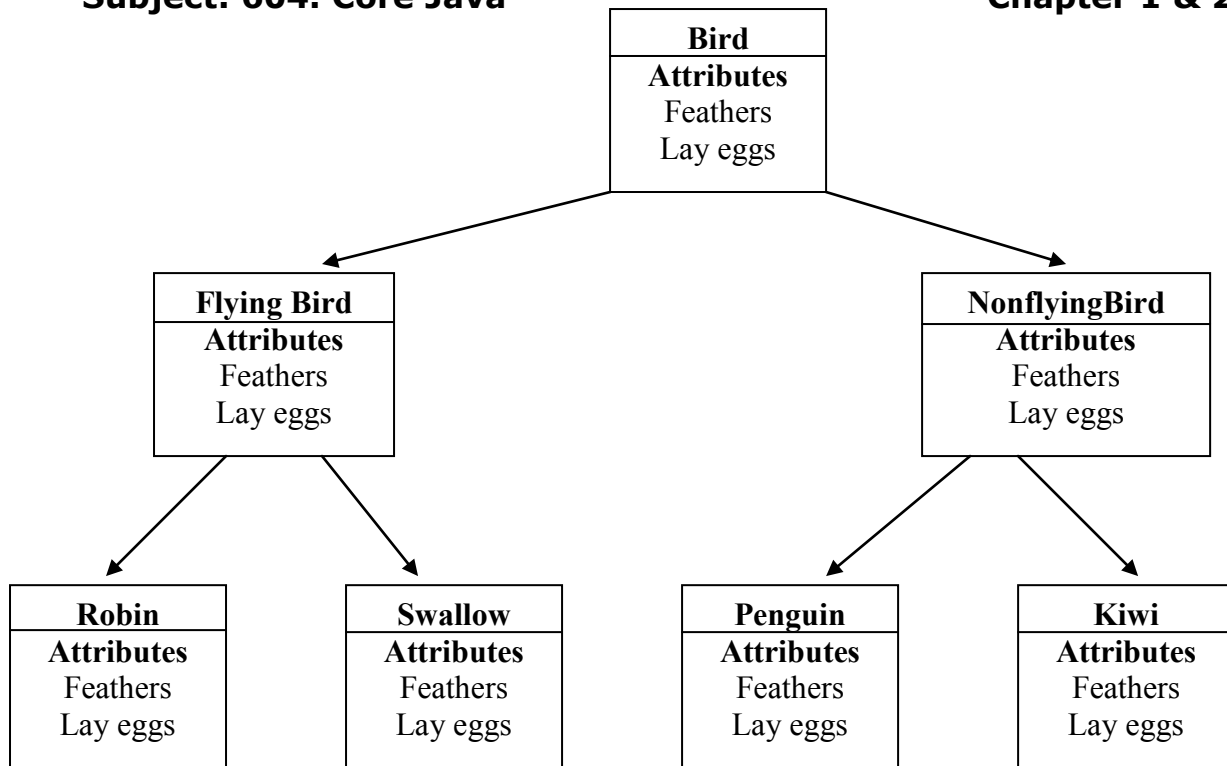 Subject: 604: Core Java
Chapter 1 & 2
Bird
Attributes
Feathers
Lay eggs
Flying Bird
Attributes
Feathers
Lay eggs
NonflyingBird
Attributes
Feathers
Lay eggs
Robin
Attributes
Feathers
Lay eggs
Swallow
Attributes
Feathers
Lay eggs
Penguin
Attributes
Feathers
Lay eggs
Kiwi
Attributes
Feathers
Lay eggs